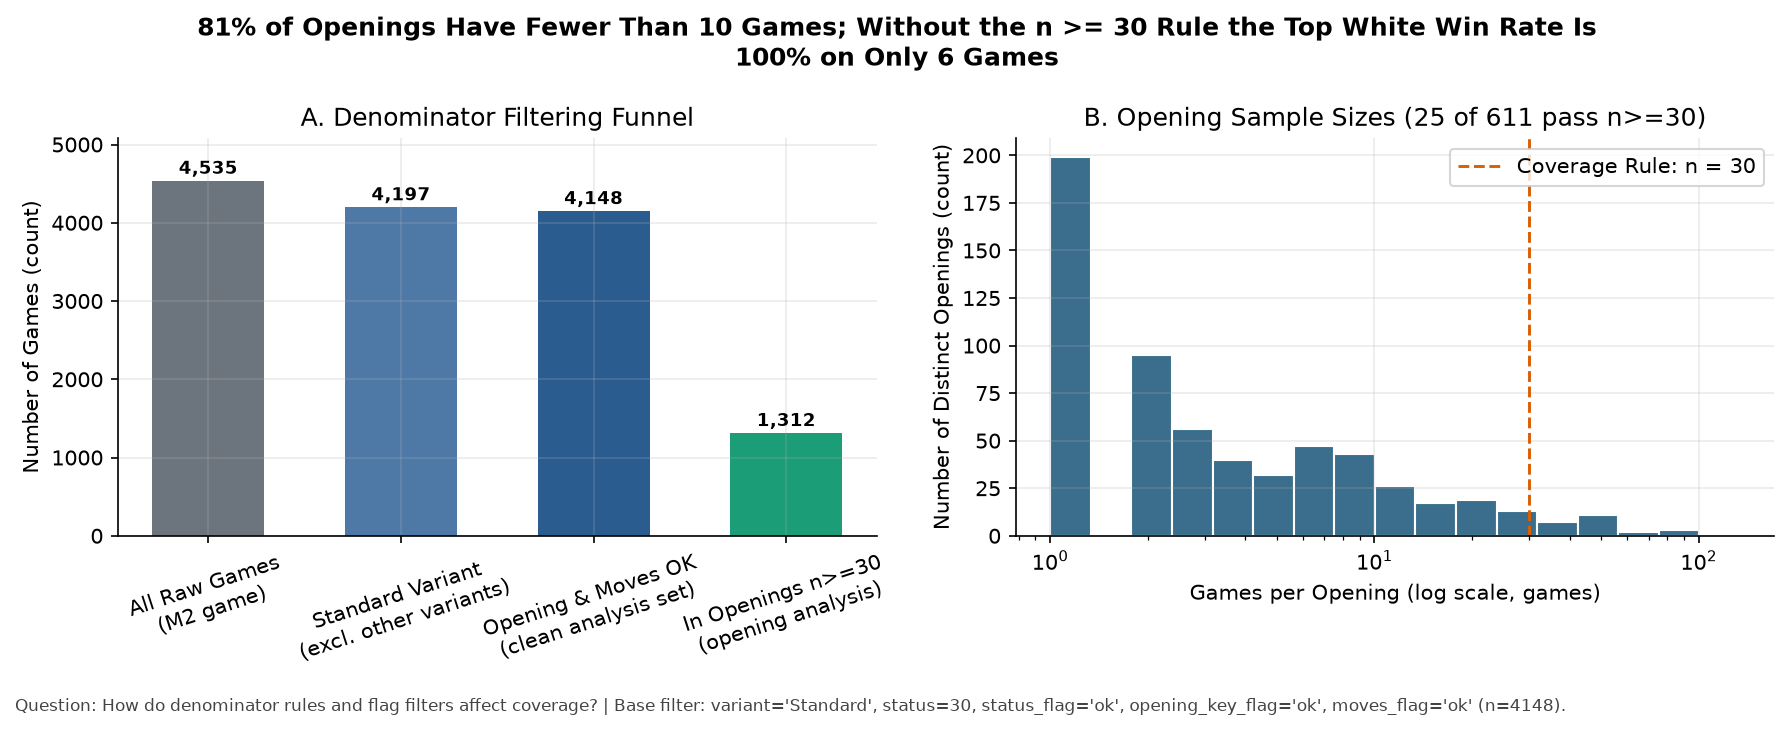 81% of Openings Have Fewer Than 10 Games; Without the n >= 30 Rule the Top White Win Rate Is
100% on Only 6 Games
A. Denominator Filtering Funnel
Number of Games (count)
5000
4000
3000
2000
1000
0
4,535
4,197
4,148
1,312
All Raw Games
(M2 game)
Standard Variant
(excl. other variants)
Opening & Moves OK
(clean analysis set)
In Openings n>=30
(opening analysis)
B. Opening Sample Sizes (25 of 611 pass n>=30)
Number of Distinct Openings (count)
200
175
150
125
100
75
50
25
0
Coverage Rule: n = 30
10⁰
10¹
10²
Games per Opening (log scale, games)
Question: How do denominator rules and flag filters affect coverage? | Base filter: variant='Standard', status=30, status_flag='ok', opening_key_flag='ok', moves_flag='ok' (n=4148).